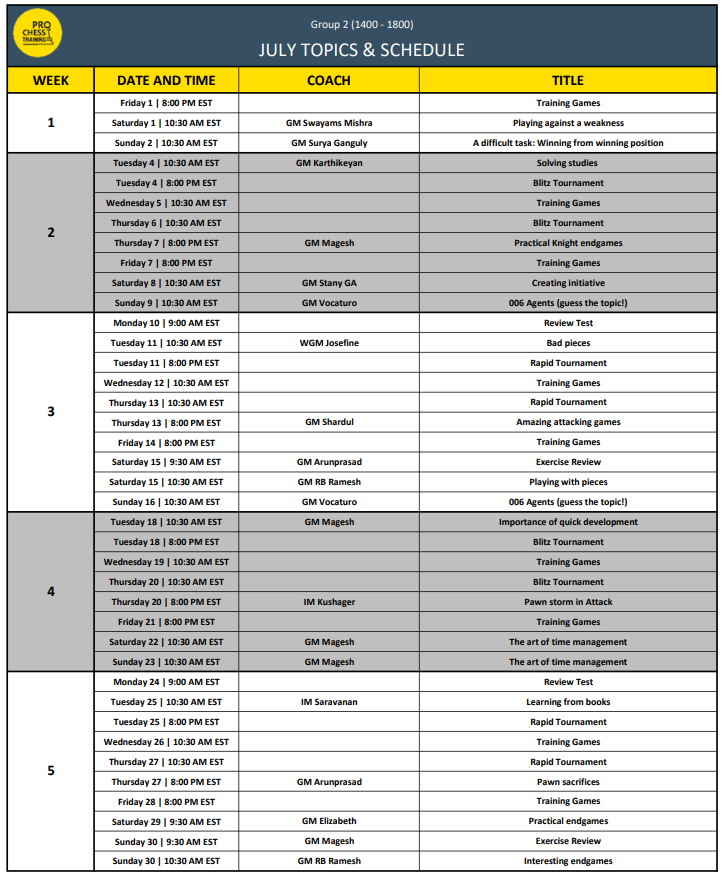 PRO
CHESS
TRAINING
Group 2 (1400 - 1800)
JULY TOPICS & SCHEDULE
WEEK DATE AND TIME COACH TITLE
1
Friday 1 | 8:00 PM EST Training Games
Saturday 1 | 10:30 AM EST GM Swayams Mishra Playing against a weakness
Sunday 2 | 10:30 AM EST GM Surya Ganguly A difficult task: Winning from winning position
2
Tuesday 4 | 10:30 AM EST GM Karthikeyan Solving studies
Tuesday 4 | 8:00 PM EST Blitz Tournament
Wednesday 5 | 10:30 AM EST Training Games
Thursday 6 | 10:30 AM EST Blitz Tournament
Thursday 7 | 8:00 PM EST GM Magesh Practical Knight endgames
Friday 7 | 8:00 PM EST Training Games
Saturday 8 | 10:30 AM EST GM Stany GA Creating initiative
Sunday 9 | 10:30 AM EST GM Vocaturo 006 Agents (guess the topic!)
3
Monday 10 | 9:00 AM EST Review Test
Tuesday 11 | 10:30 AM EST WGM Josefine Bad pieces
Tuesday 11 | 8:00 PM EST Rapid Tournament
Wednesday 12 | 10:30 AM EST Training Games
Thursday 13 | 10:30 AM EST Rapid Tournament
Thursday 13 | 8:00 PM EST GM Shardul Amazing attacking games
Friday 14 | 8:00 PM EST Training Games
Saturday 15 | 9:30 AM EST GM Arunprasad Exercise Review
Saturday 15 | 10:30 AM EST GM RB Ramesh Playing with pieces
Sunday 16 | 10:30 AM EST GM Vocaturo 006 Agents (guess the topic!)
4
Tuesday 18 | 10:30 AM EST GM Magesh Importance of quick development
Tuesday 18 | 8:00 PM EST Blitz Tournament
Wednesday 19 | 10:30 AM EST Training Games
Thursday 20 | 10:30 AM EST Blitz Tournament
Thursday 20 | 8:00 PM EST IM Kushager Pawn storm in Attack
Friday 21 | 8:00 PM EST Training Games
Saturday 22 | 10:30 AM EST GM Magesh The art of time management
Sunday 23 | 10:30 AM EST GM Magesh The art of time management
5
Monday 24 | 9:00 AM EST Review Test
Tuesday 25 | 10:30 AM EST IM Saravanan Learning from books
Tuesday 25 | 8:00 PM EST Rapid Tournament
Wednesday 26 | 10:30 AM EST Training Games
Thursday 27 | 10:30 AM EST Rapid Tournament
Thursday 27 | 8:00 PM EST GM Arunprasad Pawn sacrifices
Friday 28 | 8:00 PM EST Training Games
Saturday 29 | 9:30 AM EST GM Elizabeth Practical endgames
Sunday 30 | 9:30 AM EST GM Magesh Exercise Review
Sunday 30 | 10:30 AM EST GM RB Ramesh Interesting endgames